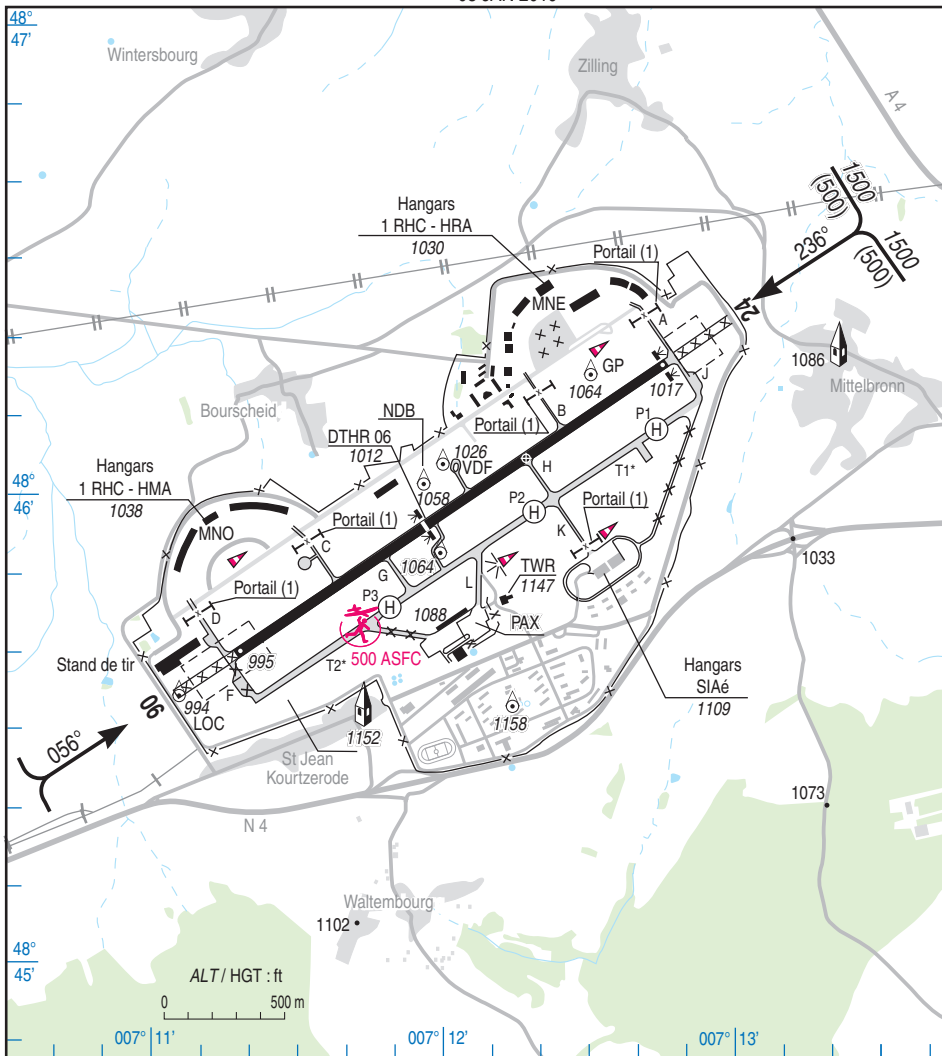 48°
47'
Wintersbourg
Zilling
A 4
1500
(500)
1500
(500)
236°
24
Hangars
1 RHC - HRA
1030
Portail (1)
MNE
A
J
1086
Mittelbronn
GP
1064
1017
Bourscheid
NDB
DTHR 06
1012
Portail (1)
B
P1
H
1026
VDF
T1*
Hangars
1 RHC - HMA
1038
48°
46'
1058
H
P2
H
Portail (1)
K
MNO
Portail (1)
C
1033
1064
TWR
1147
G
L
Portail (1)
P3
H
1088
PAX
D
Stand de tir
995
T2*
500 ASFC
Hangars
SIAé
1109
F
994
LOC
06
1152
1158
056°
St Jean
Kourtzerode
1073
N 4
Waltembourg
1102
48°
45'
ALT / HGT : ft
0
500 m
007° 11'
007° 12'
007° 13'